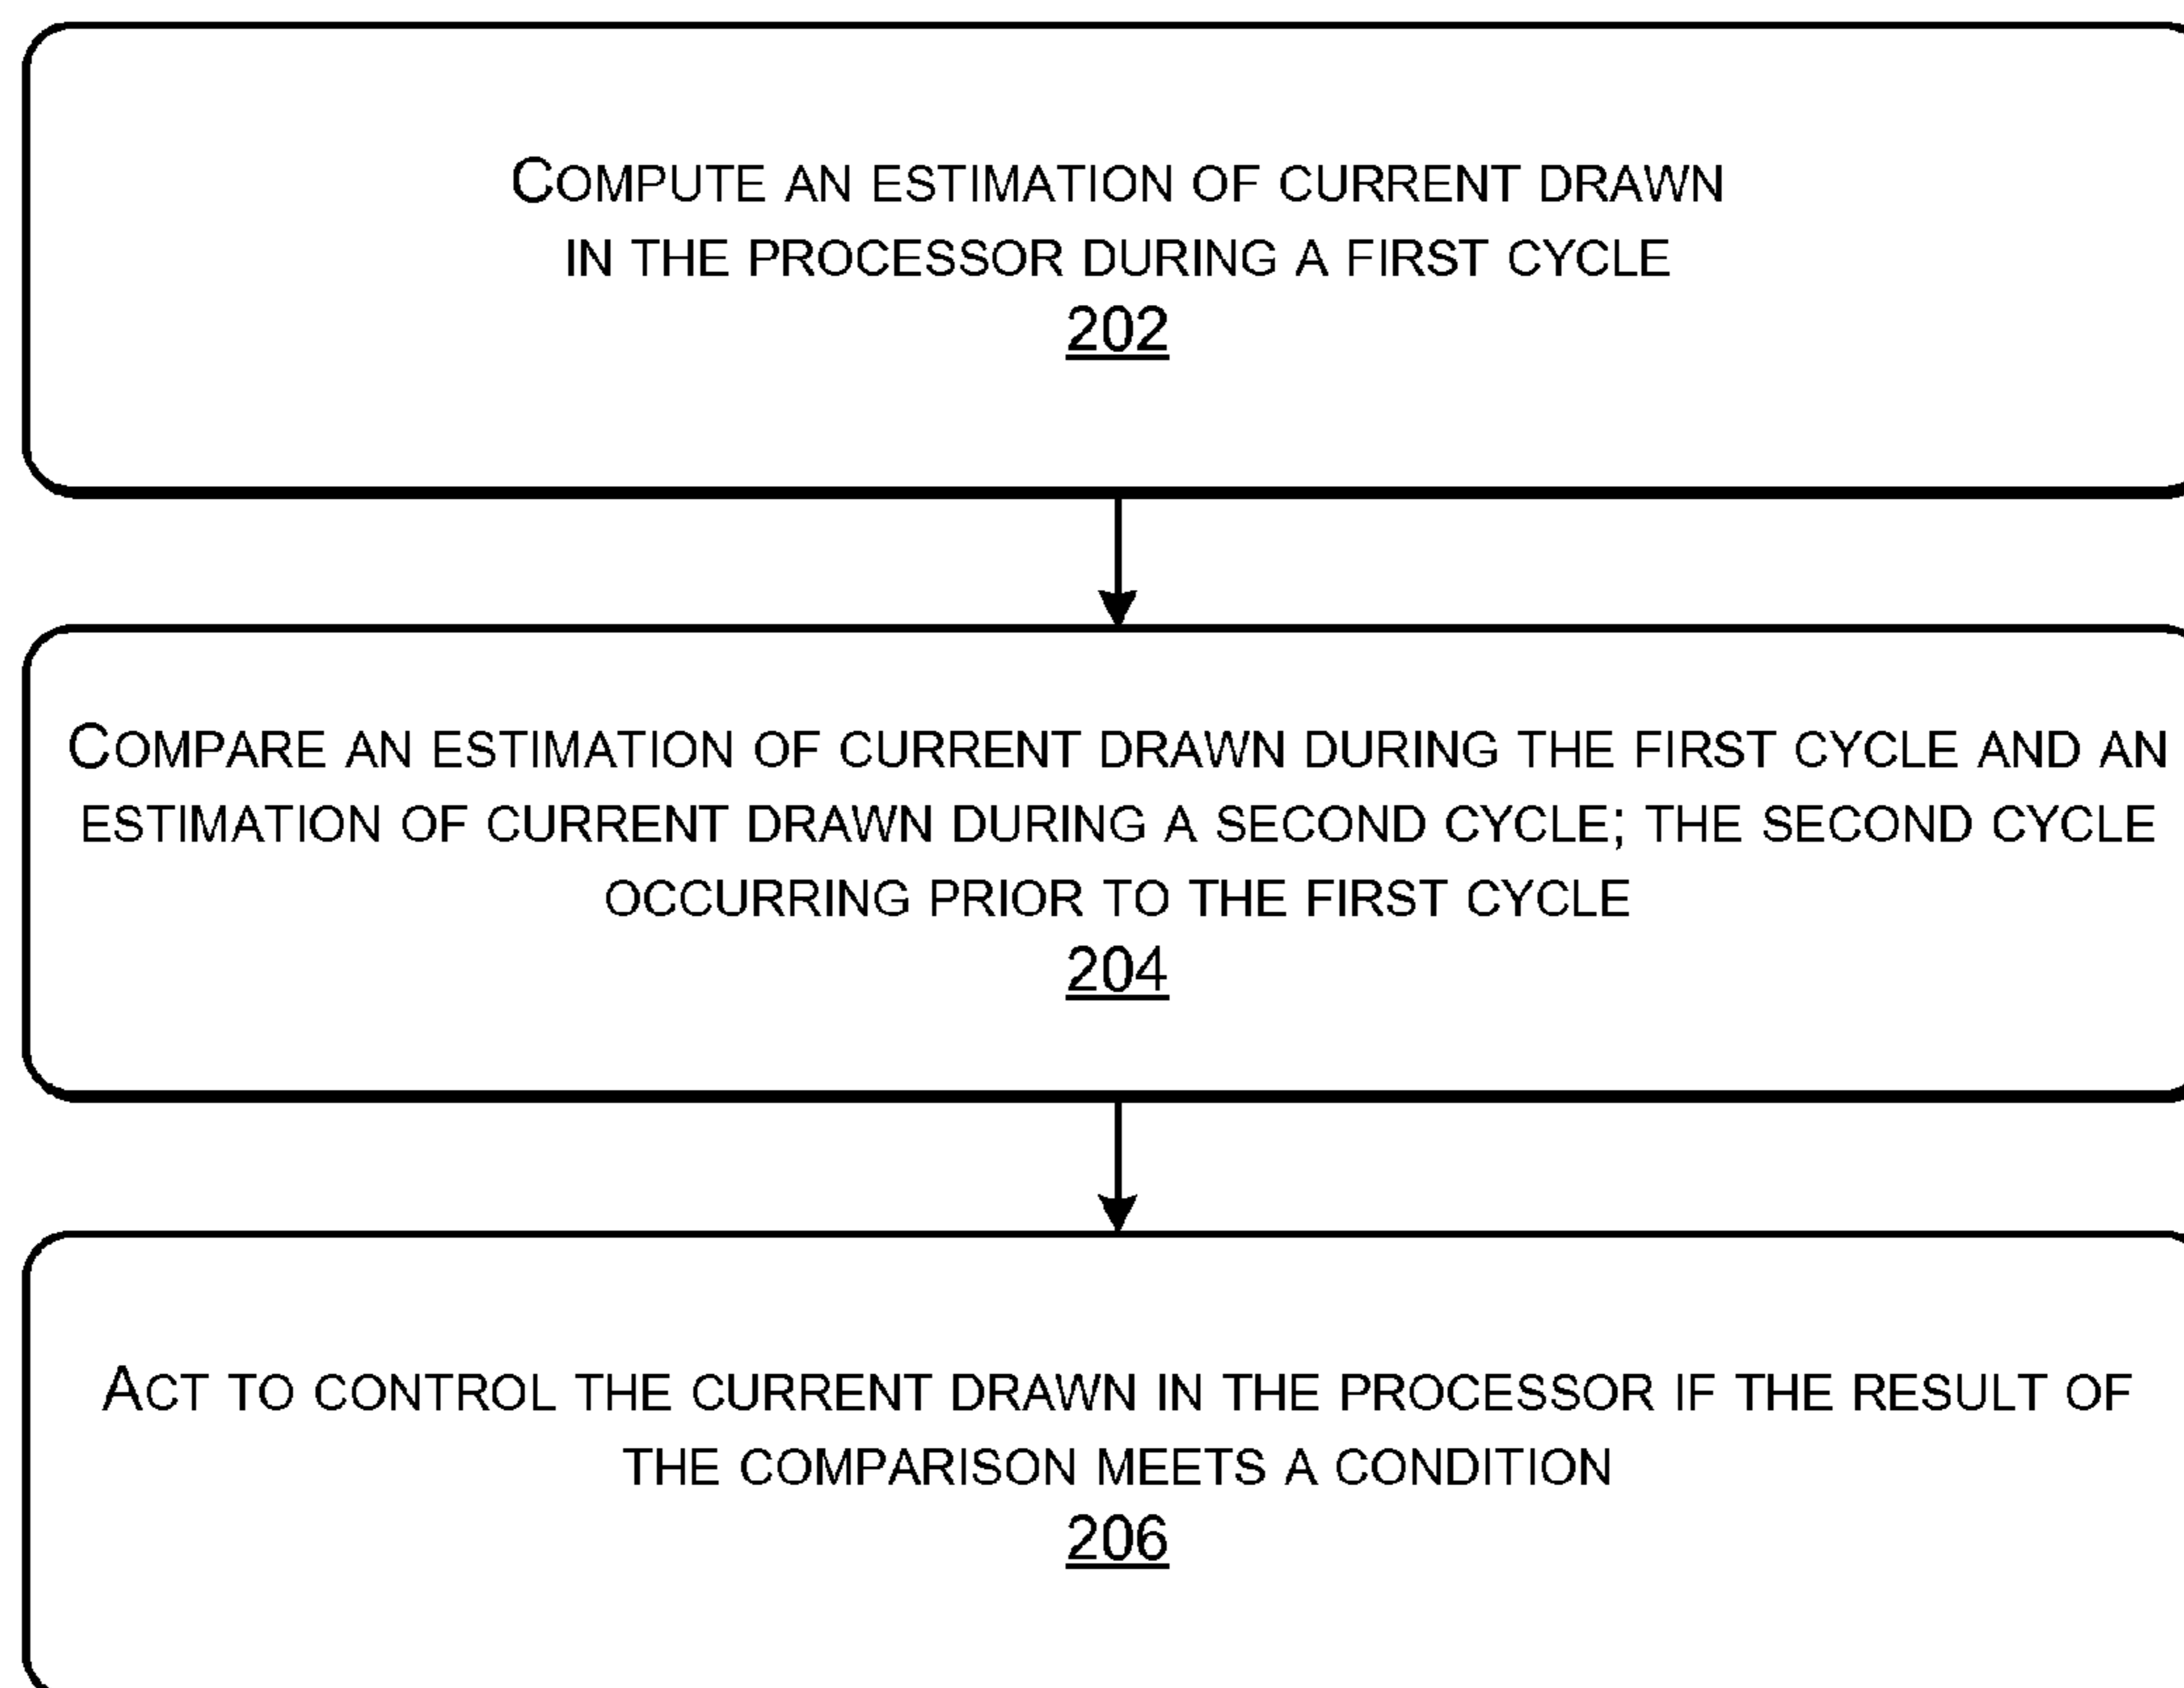 COMPUTE AN ESTIMATION OF CURRENT DRAWN
IN THE PROCESSOR DURING A FIRST CYCLE
202
COMPARE AN ESTIMATION OF CURRENT DRAWN DURING THE FIRST CYCLE AND AN
ESTIMATION OF CURRENT DRAWN DURING A SECOND CYCLE; THE SECOND CYCLE
OCCURRING PRIOR TO THE FIRST CYCLE
204
ACT TO CONTROL THE CURRENT DRAWN IN THE PROCESSOR IF THE RESULT OF
THE COMPARISON MEETS A CONDITION
206